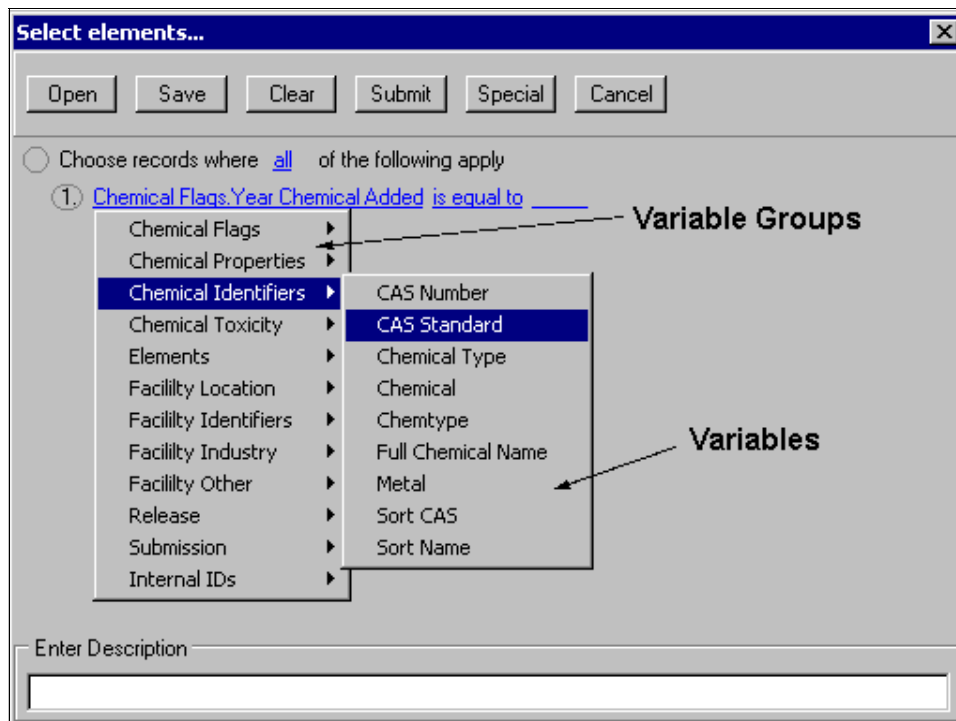 Select elements...
Open Save Clear Submit Special Cancel
Choose records where all of the following apply
1. Chemical Flags.Year Chemical Added is equal to
Variable Groups
Chemical Flags
Chemical Properties
Chemical Identifiers
Chemical Toxicity
Elements
Facililty Location
Facililty Identifiers
Facililty Industry
Facililty Other
Release
Submission
Internal IDs
CAS Number
CAS Standard
Chemical Type
Chemical
Chemtype
Full Chemical Name
Metal
Sort CAS
Sort Name
Variables
Enter Description